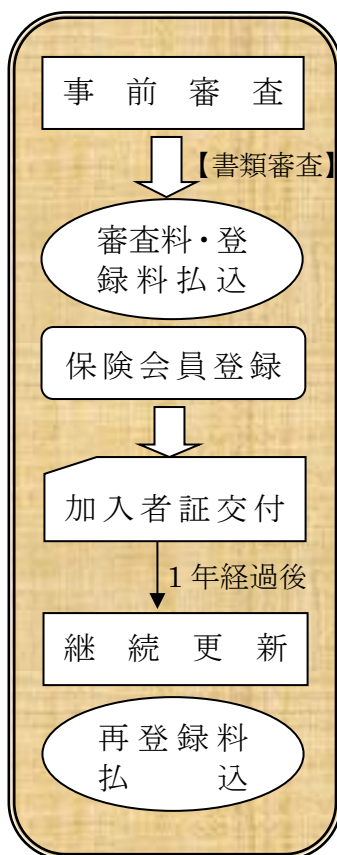 事前審査
【書類審査】
審査料・登
録料払込
保険会員登録
加入者証交付
1年経過後
継続更新
再登録料
払込